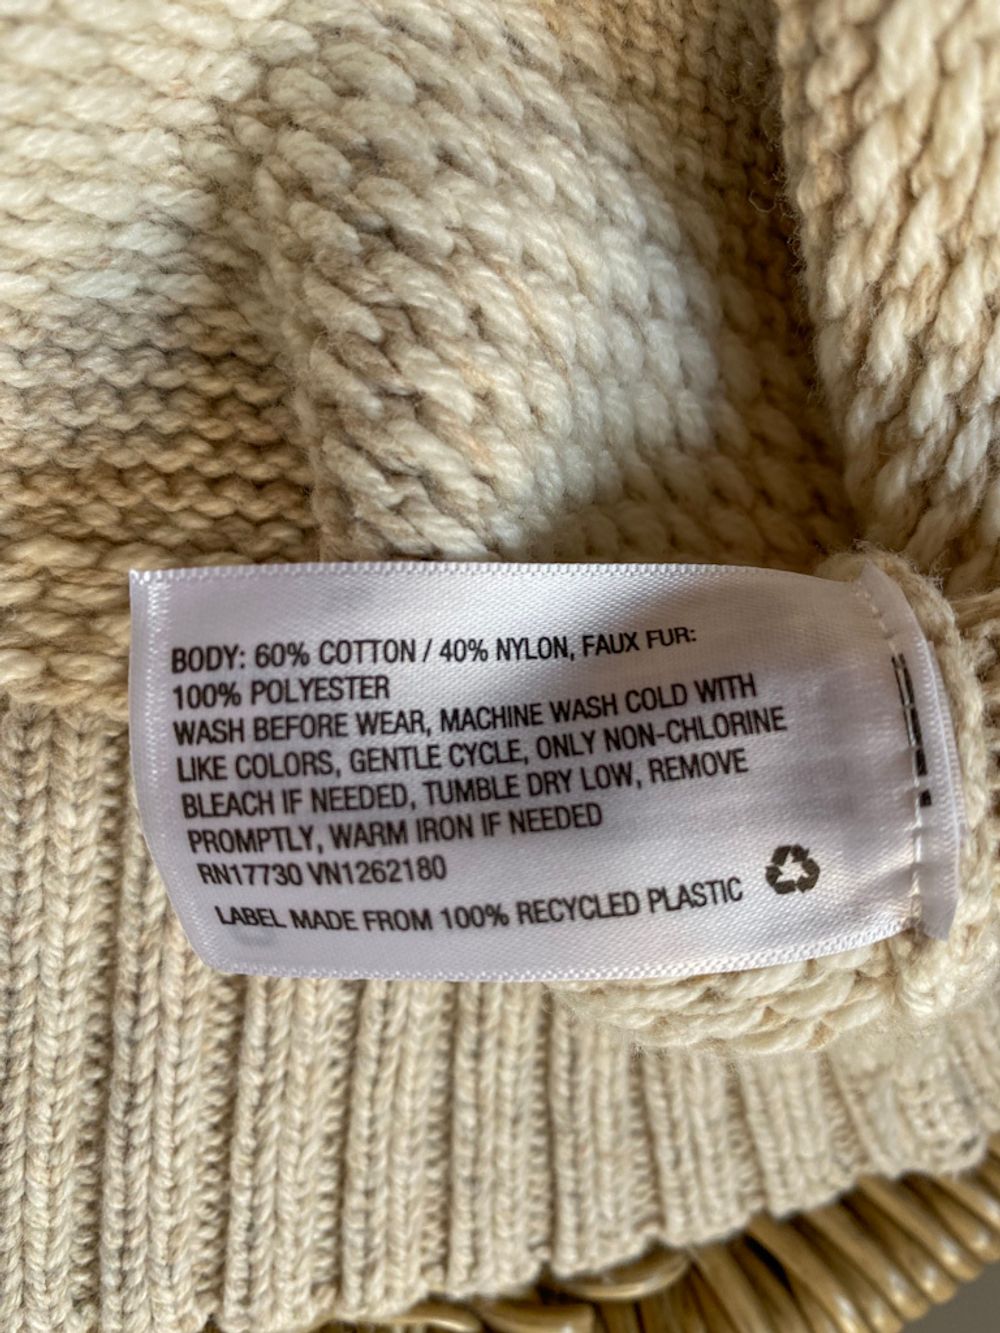 BODY: 60% COTTON / 40% NYLON, FAUX FUR:
100% POLYESTER
WASH BEFORE WEAR, MACHINE WASH COLD WITH
LIKE COLORS, GENTLE CYCLE, ONLY NON-CHLORINE
BLEACH IF NEEDED, TUMBLE DRY LOW, REMOVE
PROMPTLY, WARM IRON IF NEEDED
RN17730 VN1262180
LABEL MADE FROM 100% RECYCLED PLASTIC